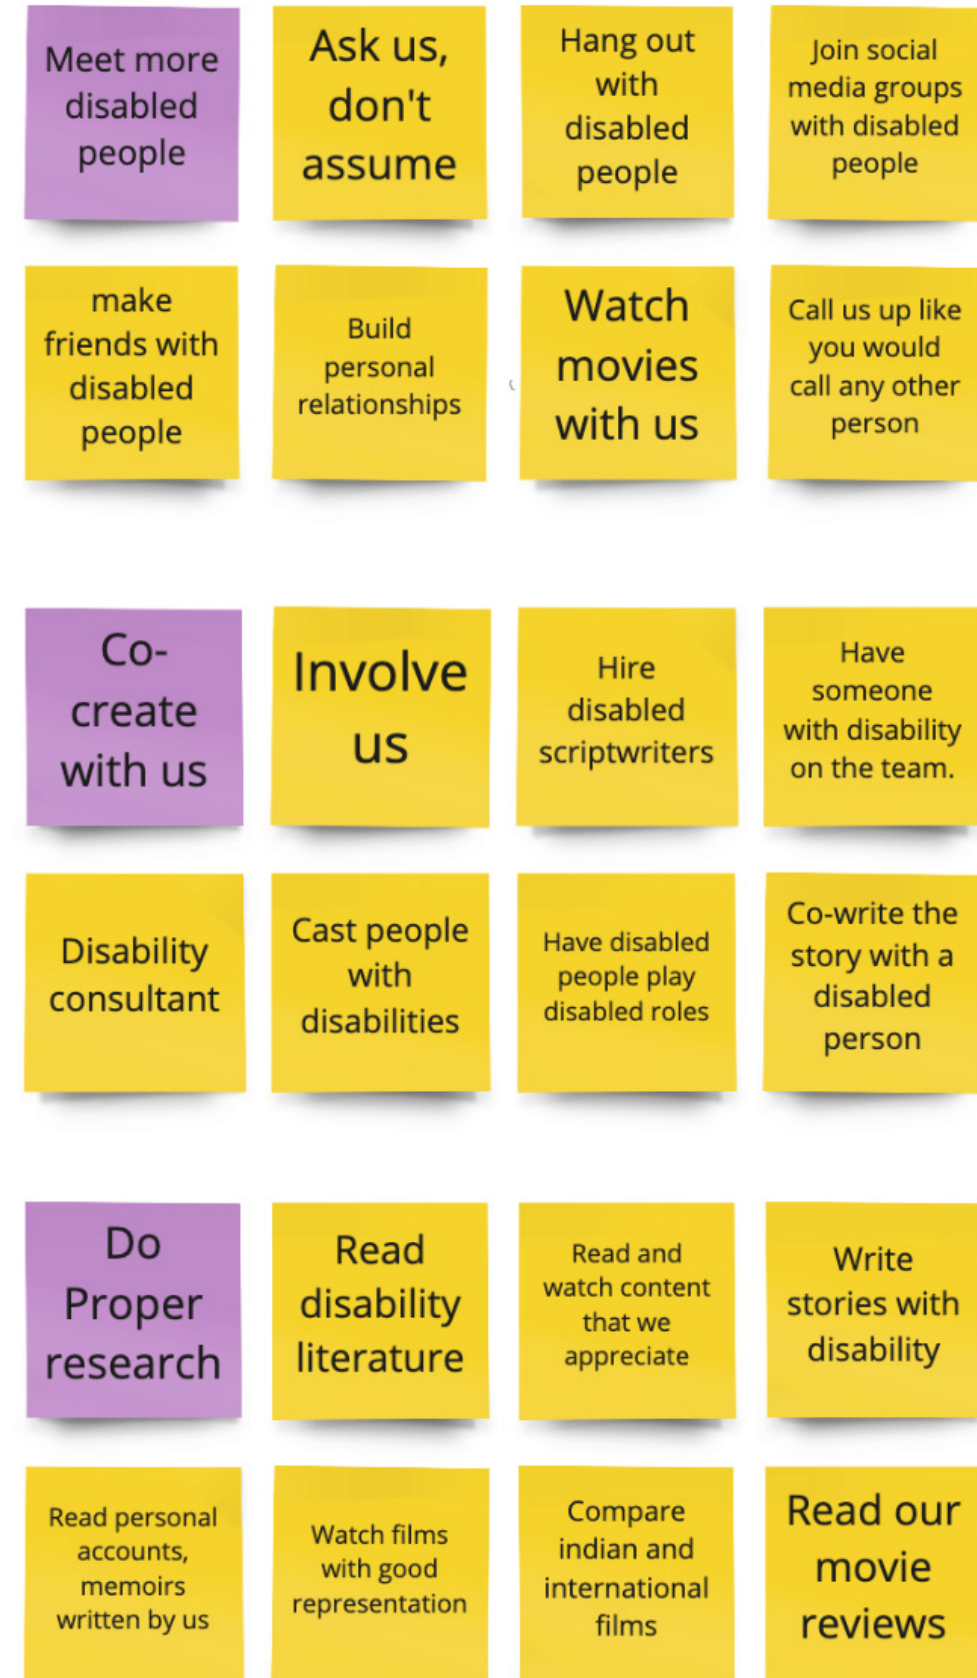 Meet more
disabled
people
Ask us,
don't
assume
Hang out
with
disabled
people
Join social
media groups
with disabled
people
make
friends with
disabled
people
Build
personal
relationships
Watch
movies
with us
Call us up like
you would
call any other
person
Co-
create
with us
Involve
us
Hire
disabled
scriptwriters
Have
someone
with disability
on the team.
Disability
consultant
Cast people
with
disabilities
Have disabled
people play
disabled roles
Co-write the
story with a
disabled
person
Do
Proper
research
Read
disability
literature
Read and
watch content
that we
appreciate
Write
stories with
disability
Read personal
accounts,
memoirs
written by us
Watch films
with good
representation
Compare
indian and
international
films
Read our
movie
reviews